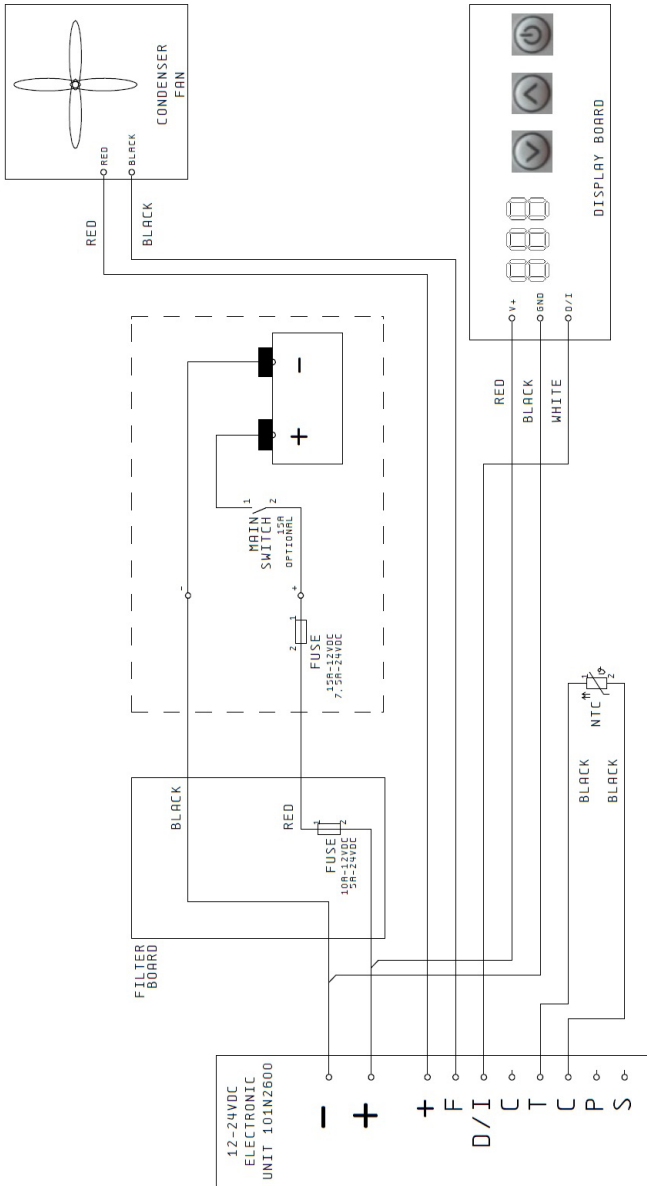 CONDENSER
FAN
RED
BLACK
RED
BLACK
DISPLAY BOARD
V+
GND
D/I
RED
BLACK
WHITE
-
+
1
2
MAIN
SWITCH
15A
OPTIONAL
-
+
1
2
FUSE
15A-12VDC
7,5A-24VDC
1
2
NTC
ϑ
BLACK
BLACK
BLACK
RED
1
2
FUSE
10A-12VDC
5A-24VDC
FILTER
BOARD
12-24VDC
ELECTRONIC
UNIT 101N2600
-
+
+
F
D/I
C
T
C
P
S